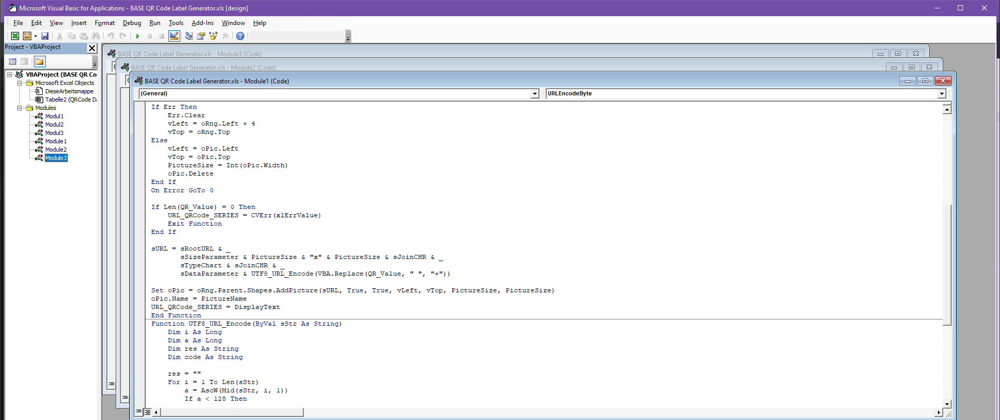 Microsoft Visual Basic for Applications - BASE QR Code Label Generator.xls [design]
File Edit View Insert Format Debug Run Tools Add-Ins Window Help
Project - VBAProject
VBAProject (BASE QR Co
Microsoft Excel Objects
DieseArbeitsmappe
Tabelle2 (QRCode Da
Modules
Modul1
Modul2
Modul3
Module1
Module2
Module3
BASE QR Code Label Generator.xls - Module3 (Code)
BASE QR Code Label Generator.xls - Module2 (Code)
BASE QR Code Label Generator.xls - Module1 (Code)
(General) URLEncodeByte
If Err Then
Err.Clear
vLeft = oRng.Left + 4
vTop = oRng.Top
Else
vLeft = oPic.Left
vTop = oPic.Top
PictureSize = Int(oPic.Width)
oPic.Delete
End If
On Error GoTo 0
If Len(QR_Value) = 0 Then
URL_QRCode_SERIES = CVErr(xlErrValue)
Exit Function
End If
sURL = sRootURL & _
sSizeParameter & PictureSize & "x" & PictureSize & sJoinCHR & _
sTypeChart & sJoinCHR & _
sDataParameter & UTF8_URL_Encode(VBA.Replace(QR_Value, " ", "+"))
Set oPic = oRng.Parent.Shapes.AddPicture(sURL, True, True, vLeft, vTop, PictureSize, PictureSize)
oPic.Name = PictureName
URL_QRCode_SERIES = DisplayText
End Function
Function UTF8_URL_Encode(ByVal sStr As String)
Dim i As Long
Dim a As Long
Dim res As String
Dim code As String
res = ""
For i = 1 To Len(sStr)
a = AscW(Mid(sStr, i, 1))
If a < 128 Then